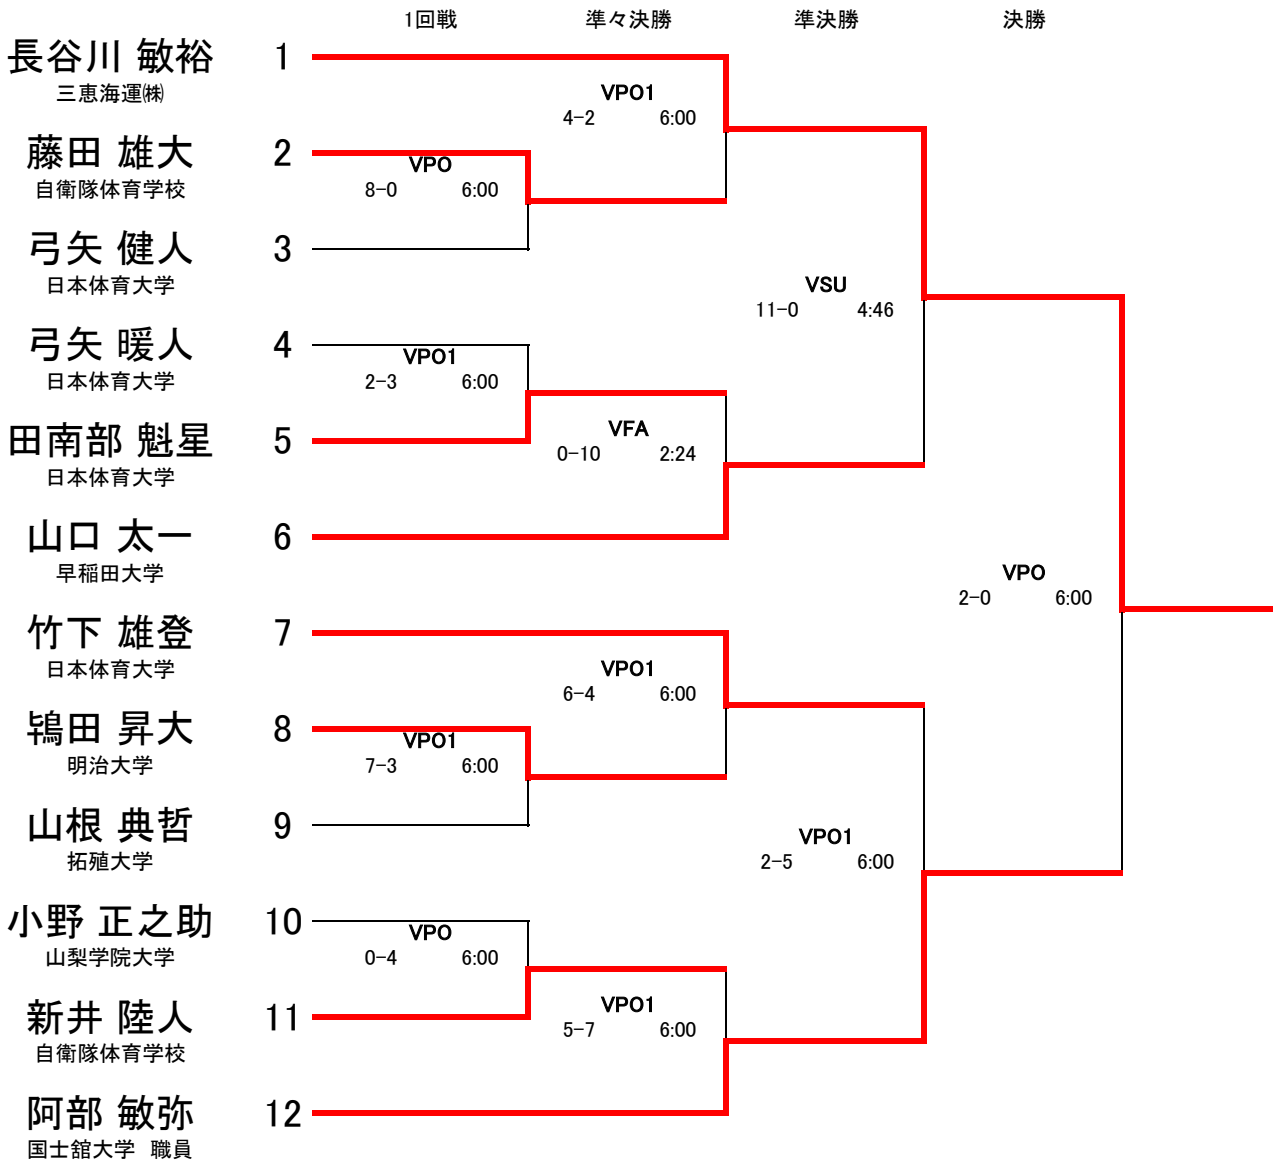 1回戦 準々決勝 準決勝 決勝
長谷川 敏裕 1
三恵海運㈱
VPO1
4-2 6:00
藤田 雄大 2
自衛隊体育学校
VPO
8-0 6:00
弓矢 健人 3
日本体育大学
VSU
11-0 4:46
弓矢 暖人 4
日本体育大学
VPO1
2-3 6:00
田南部 魁星 5
日本体育大学
VFA
0-10 2:24
山口 太一 6
早稲田大学
VPO
2-0 6:00
竹下 雄登 7
日本体育大学
VPO1
6-4 6:00
鴇田 昇大 8
明治大学
VPO1
7-3 6:00
山根 典哲 9
拓殖大学
VPO1
2-5 6:00
小野 正之助 10
山梨学院大学
VPO
0-4 6:00
新井 陸人 11
自衛隊体育学校
VPO1
5-7 6:00
阿部 敏弥 12
国士舘大学 職員